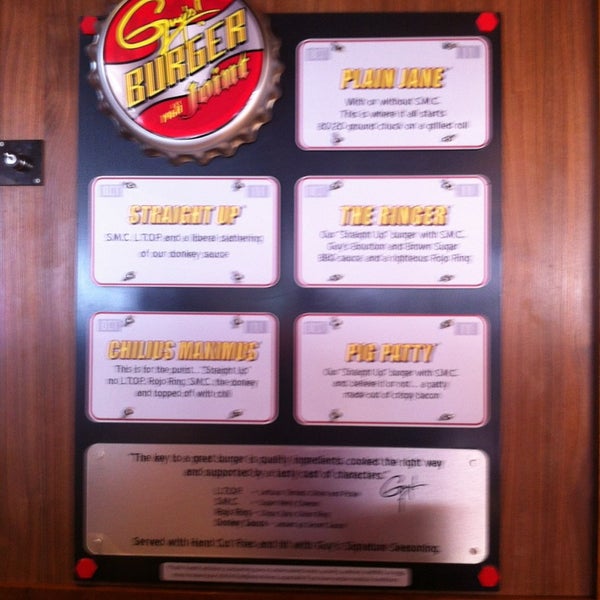 Guy's!
BURGER
Joint
PLAIN JANE
With or without S.M.C.
This is where it all starts
80/20 ground chuck on a grilled roll
STRAIGHT UP
S.M.C. L.T.O.P. and a liberal slathering
of our donkey sauce
THE RINGER
Our "Straight Up" burger with S.M.C.
Guy's Bourbon and Brown Sugar
BBQ sauce and a righteous Rojo Ring
CHILIUS MAXIMUS
This is for the purist... "Straight Up"
no L.T.O.P. Rojo Ring, S.M.C. the donkey
and topped off with chili
PIG PATTY
Our "Straight Up" burger with S.M.C.
and believe it or not... a patty
made out of crispy bacon
"The key to a great burger is quality ingredients, cooked the right way
and supported by a tasty cast of characters."
L.T.O.P.
S.M.C. - Super Melty Cheese
Rojo Ring
Donkey Sauce
Served with Hand Cut Fries and hit with Guy's Signature Seasoning.